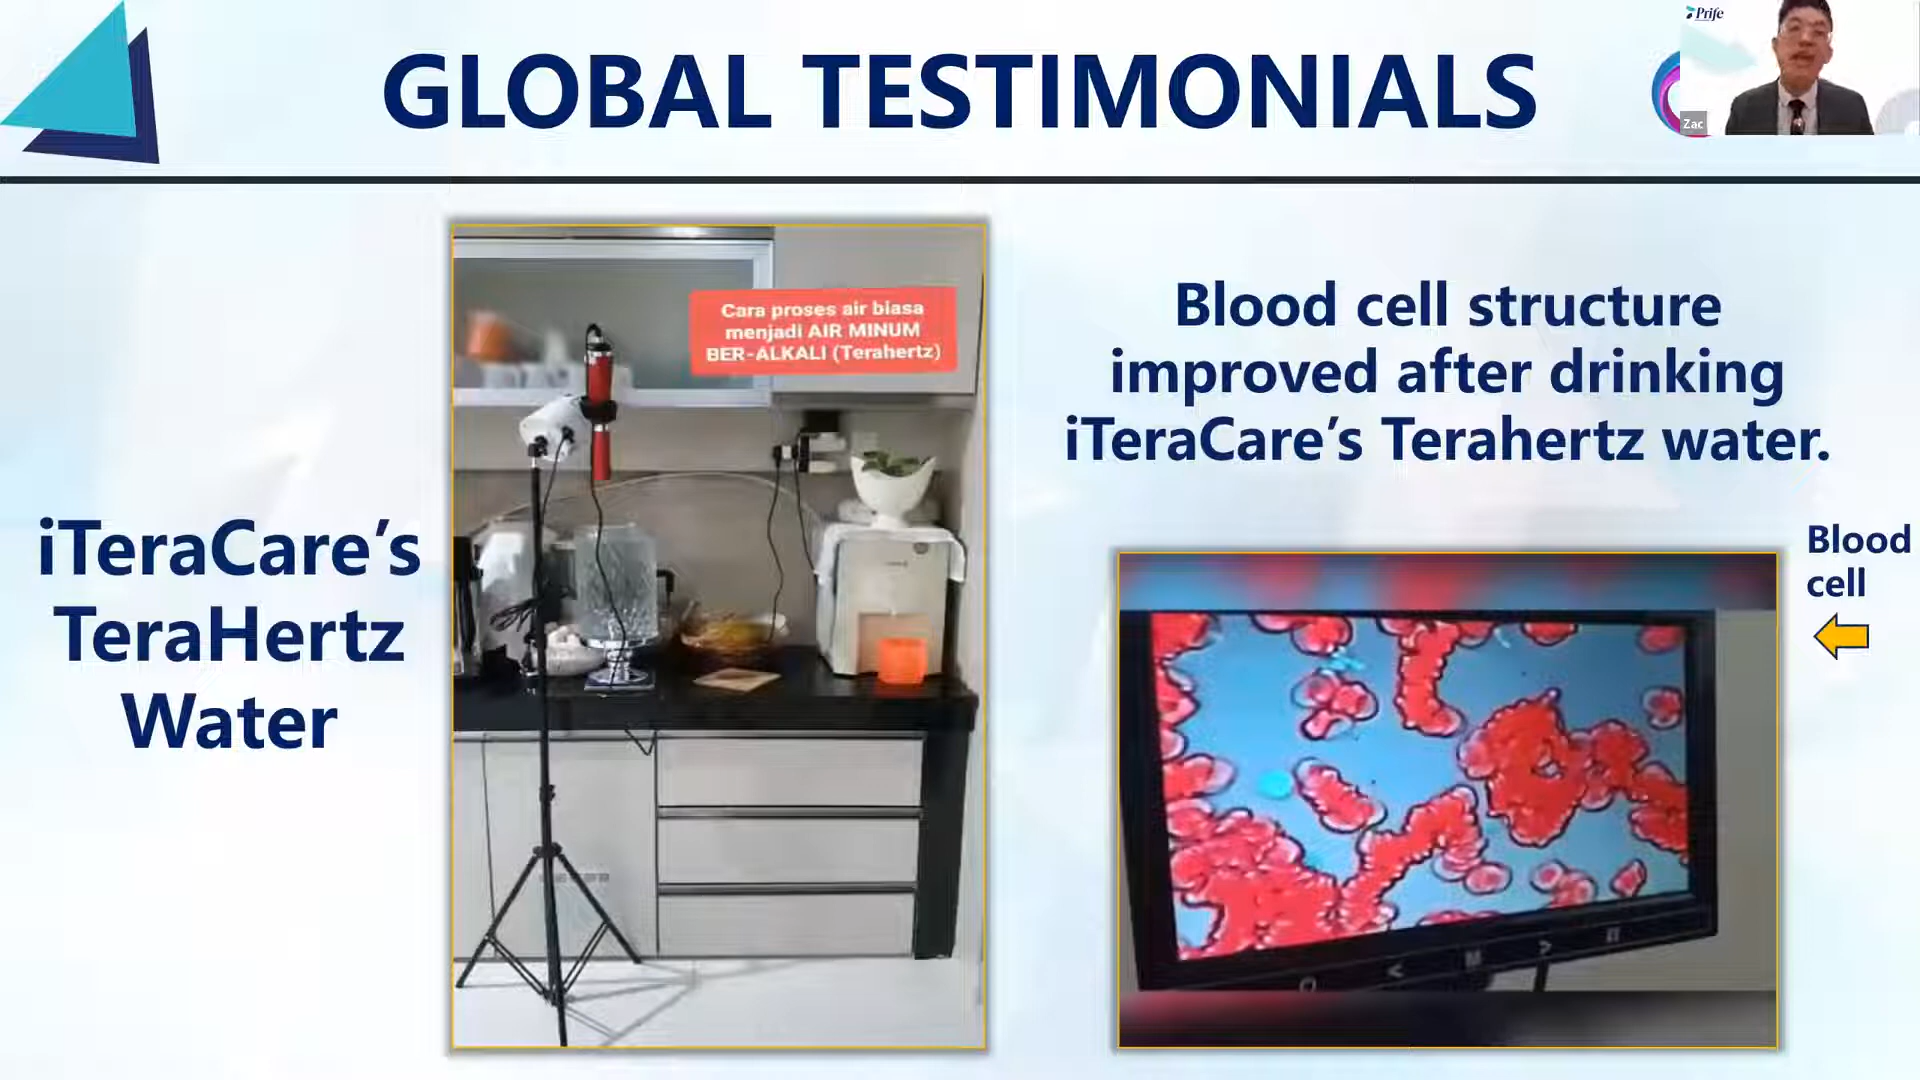 GLOBAL TESTIMONIALS
Prife
Zac
iTeraCare’s
TeraHertz
Water
Cara proses air biasa
menjadi AIR MINUM
BER-ALKALI (Terahertz)
Blood cell structure
improved after drinking
iTeraCare’s Terahertz water.
Blood
cell